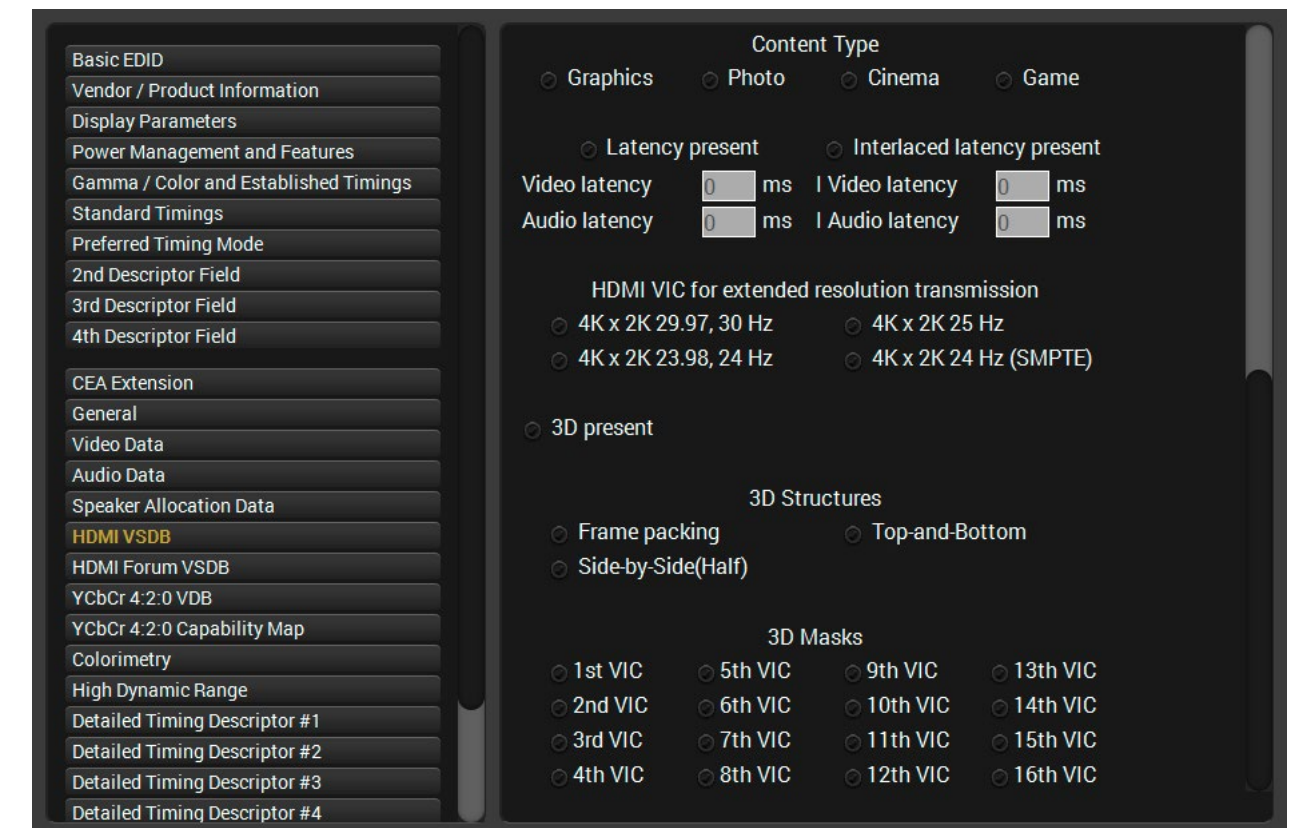 Basic EDID
Vendor / Product Information
Display Parameters
Power Management and Features
Gamma / Color and Established Timings
Standard Timings
Preferred Timing Mode
2nd Descriptor Field
3rd Descriptor Field
4th Descriptor Field
CEA Extension
General
Video Data
Audio Data
Speaker Allocation Data
HDMI VSDB
HDMI Forum VSDB
YCbCr 4:2:0 VDB
YCbCr 4:2:0 Capability Map
Colorimetry
High Dynamic Range
Detailed Timing Descriptor #1
Detailed Timing Descriptor #2
Detailed Timing Descriptor #3
Detailed Timing Descriptor #4
Content Type
Graphics Photo Cinema Game
Latency present Interlaced latency present
Video latency 0 ms I Video latency 0 ms
Audio latency 0 ms I Audio latency 0 ms
HDMI VIC for extended resolution transmission
4K x 2K 29.97, 30 Hz 4K x 2K 25 Hz
4K x 2K 23.98, 24 Hz 4K x 2K 24 Hz (SMPTE)
3D present
3D Structures
Frame packing Top-and-Bottom
Side-by-Side(Half)
3D Masks
1st VIC 5th VIC 9th VIC 13th VIC
2nd VIC 6th VIC 10th VIC 14th VIC
3rd VIC 7th VIC 11th VIC 15th VIC
4th VIC 8th VIC 12th VIC 16th VIC